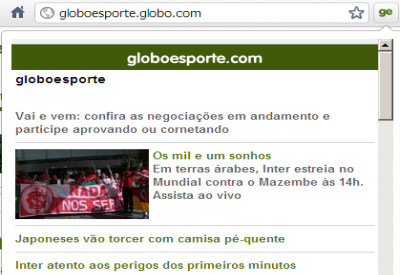 globoesporte.globo.com
ge
globoesporte.com
globoesporte
Vai e vem: confira as negociações em andamento e
participe aprovando ou cornetando
Os mil e um sonhos
Em terras árabes, Inter estreia no
Mundial contra o Mazembe às 14h.
Assista ao vivo
NADA
NOS SEP
Japoneses vão torcer com camisa pé-quente
Inter atento aos perigos dos primeiros minutos